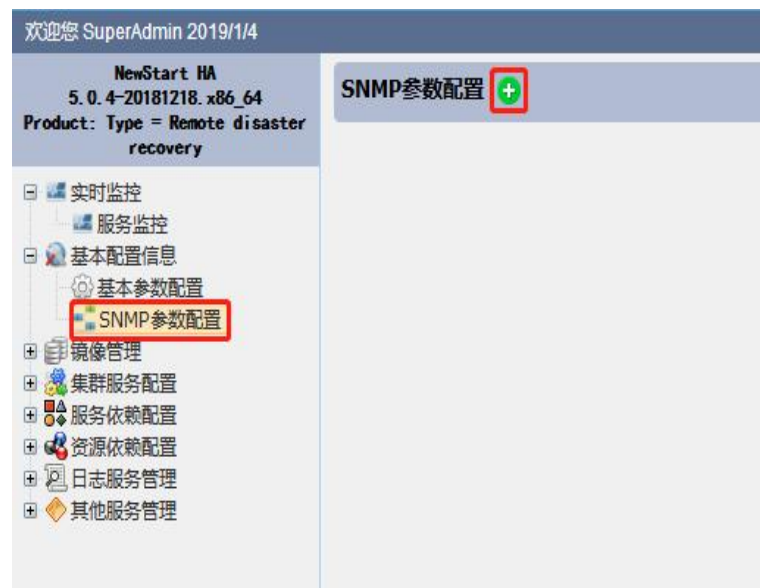 欢迎您 SuperAdmin 2019/1/4
NewStart HA
5.0.4-20181218.x86_64
Product: Type = Remote disaster
recovery
SNMP参数配置
实时监控
服务监控
基本配置信息
基本参数配置
SNMP参数配置
镜像管理
集群服务配置
服务依赖配置
资源依赖配置
日志服务管理
其他服务管理